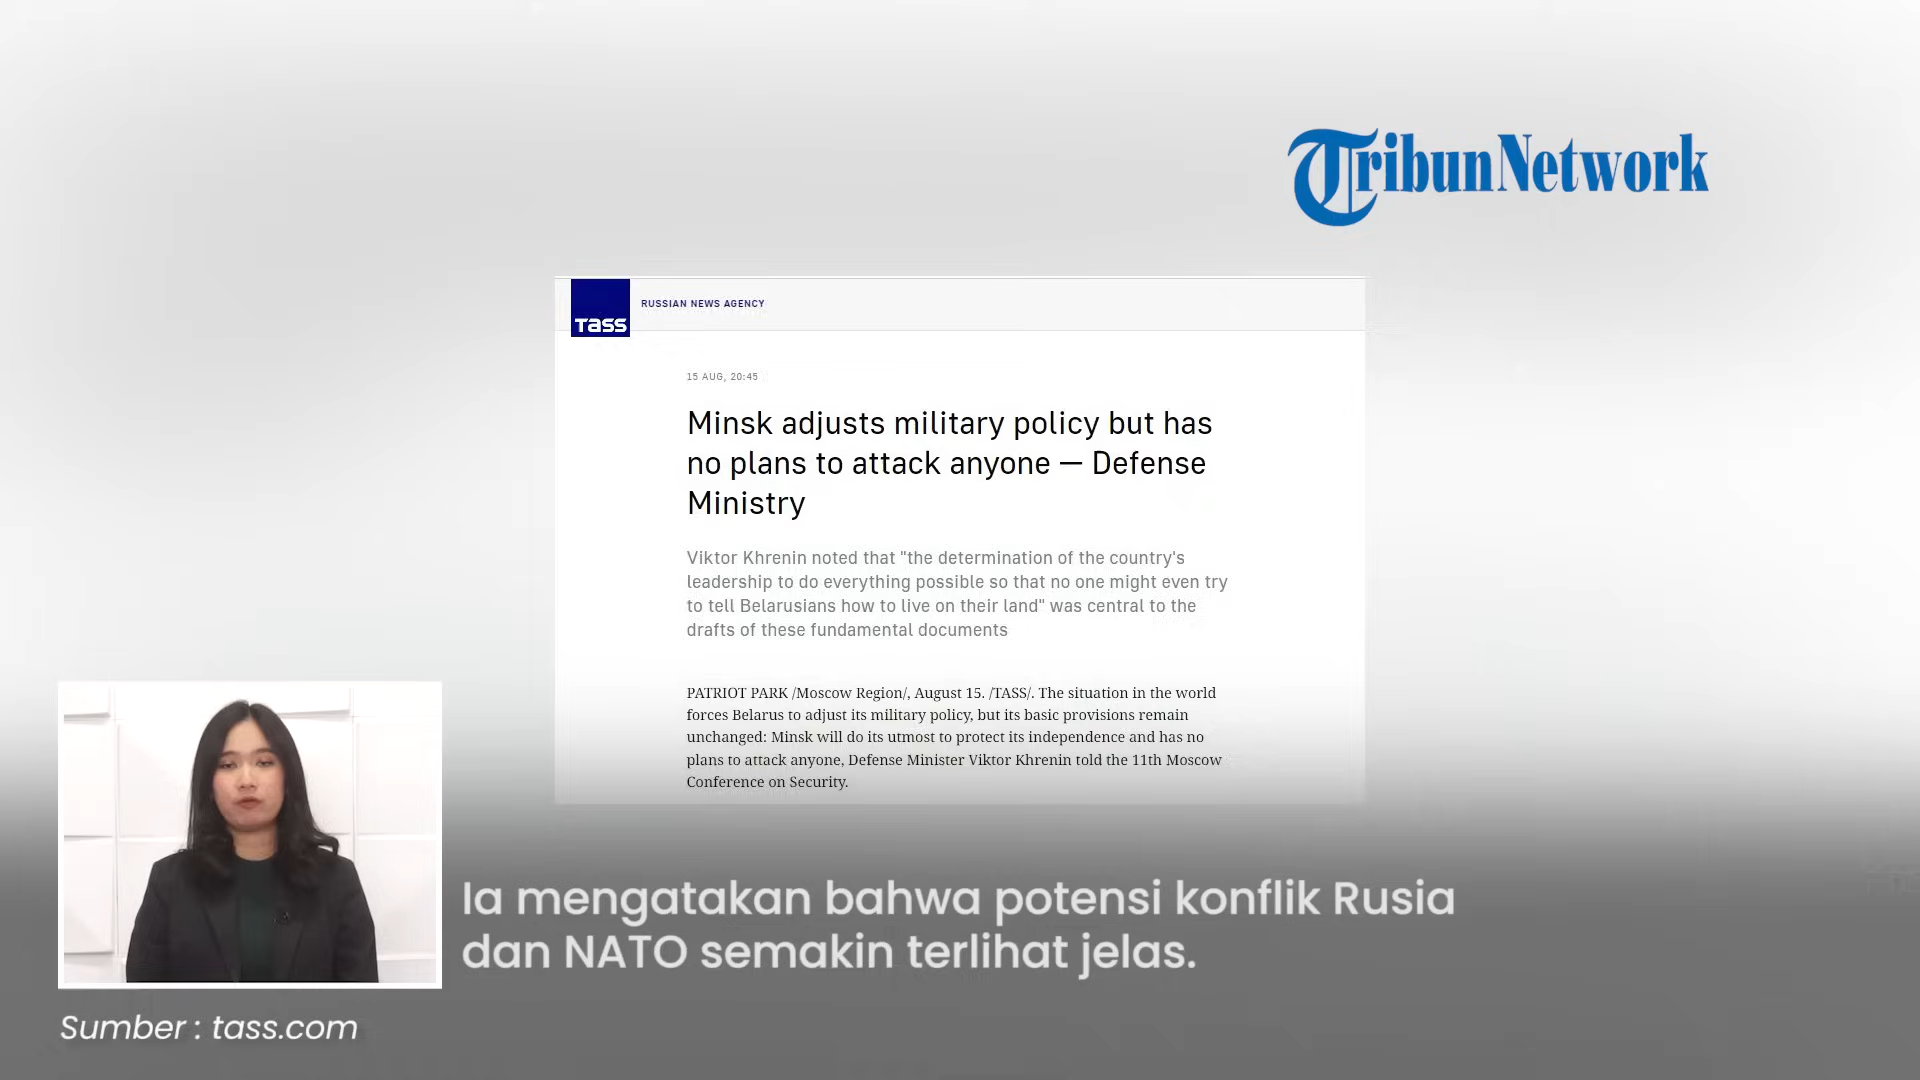 TribunNetwork
TASS
RUSSIAN NEWS AGENCY
15 AUG, 20:45
Minsk adjusts military policy but has
no plans to attack anyone — Defense
Ministry
Viktor Khrenin noted that "the determination of the country's
leadership to do everything possible so that no one might even try
to tell Belarusians how to live on their land" was central to the
drafts of these fundamental documents
PATRIOT PARK /Moscow Region/, August 15. /TASS/. The situation in the world
forces Belarus to adjust its military policy, but its basic provisions remain
unchanged: Minsk will do its utmost to protect its independence and has no
plans to attack anyone, Defense Minister Viktor Khrenin told the 11th Moscow
Conference on Security.
Ia mengatakan bahwa potensi konflik Rusia
dan NATO semakin terlihat jelas.
Sumber : tass.com